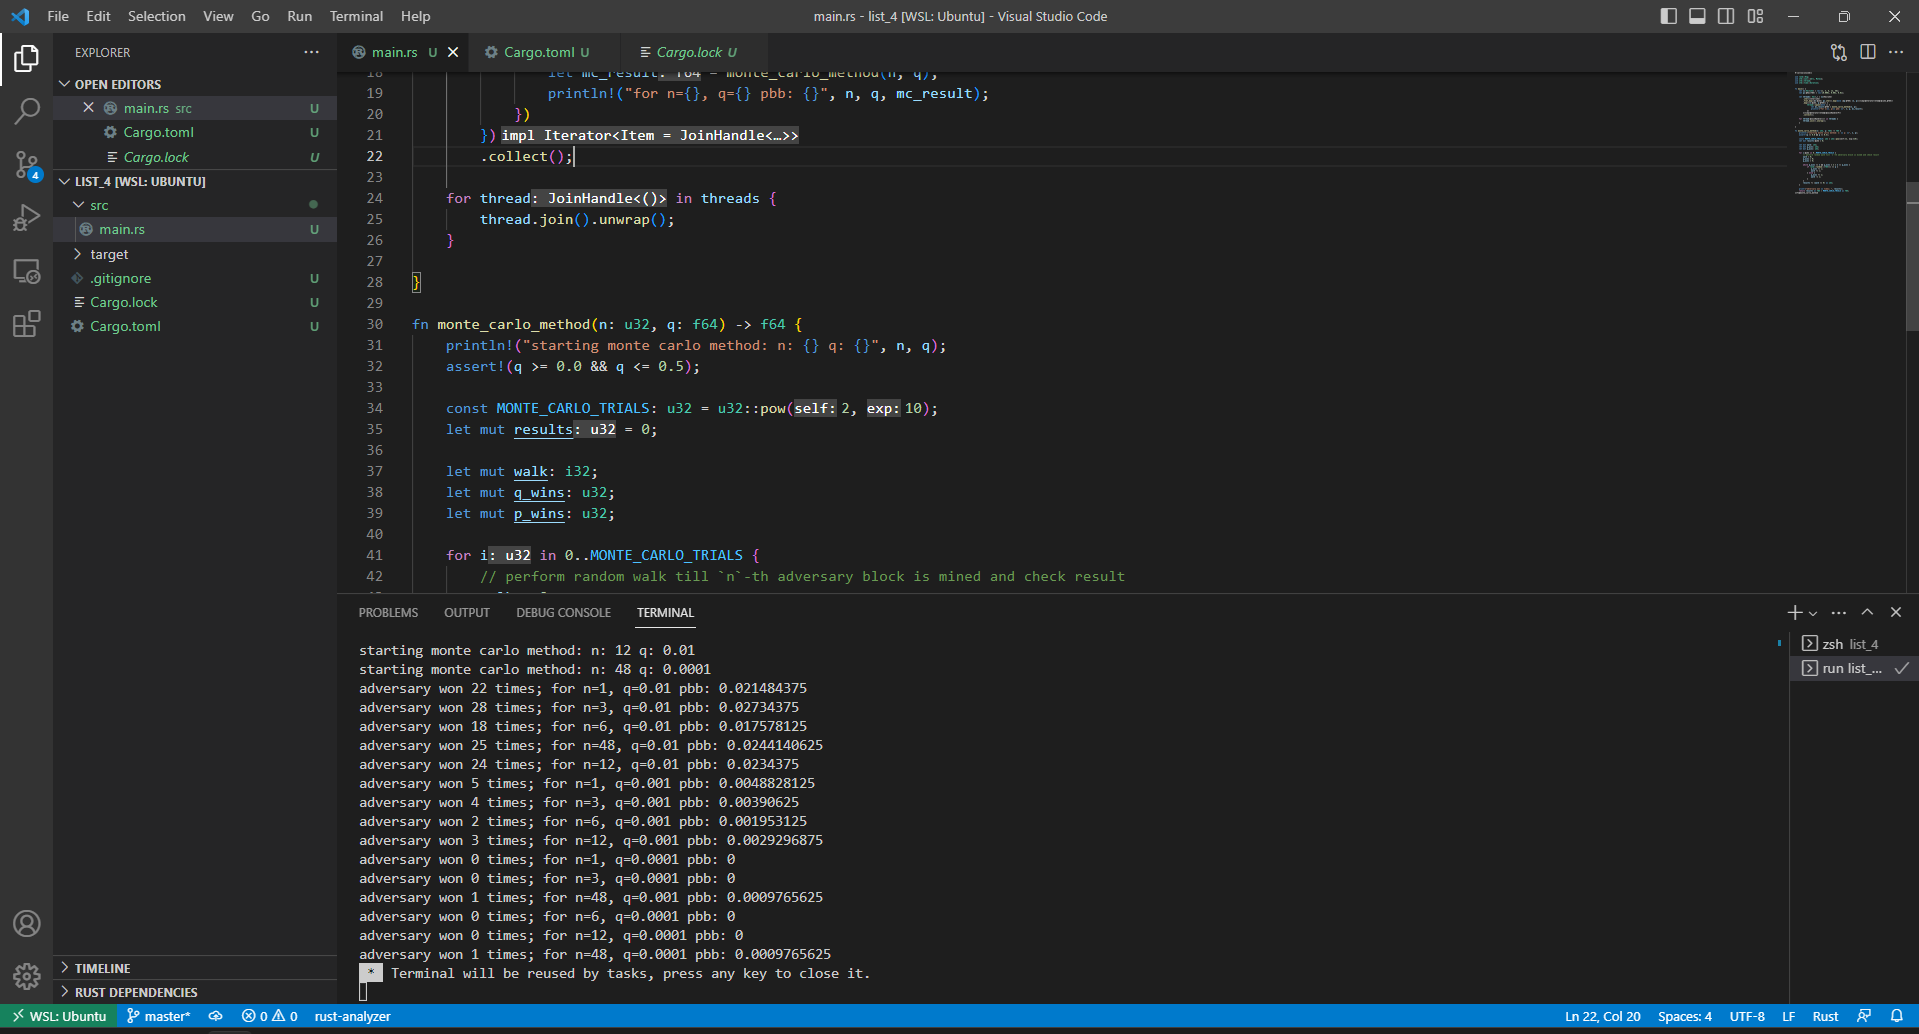 File Edit Selection View Go Run Terminal Help
main.rs - list_4 [WSL: Ubuntu] - Visual Studio Code
EXPLORER
OPEN EDITORS
main.rs src U
Cargo.toml U
Cargo.lock U
4
LIST_4 [WSL: UBUNTU]
src
main.rs U
target
.gitignore U
Cargo.lock U
Cargo.toml U
TIMELINE
RUST DEPENDENCIES
main.rs U
Cargo.toml U
Cargo.lock U
18 let mc_result: f64 = monte_carlo_method(n, q);
19 println!("for n={}, q={} pbb: {}", n, q, mc_result);
20 })
21 }) impl Iterator<Item = JoinHandle<…>>
22 .collect();
23
24 for thread: JoinHandle<()> in threads {
25 thread.join().unwrap();
26 }
27
28 }
29
30 fn monte_carlo_method(n: u32, q: f64) -> f64 {
31 println!("starting monte carlo method: n: {} q: {}", n, q);
32 assert!(q >= 0.0 && q <= 0.5);
33
34 const MONTE_CARLO_TRIALS: u32 = u32::pow(self: 2, exp: 10);
35 let mut results: u32 = 0;
36
37 let mut walk: i32;
38 let mut q_wins: u32;
39 let mut p_wins: u32;
40
41 for i: u32 in 0..MONTE_CARLO_TRIALS {
42 // perform random walk till `n`-th adversary block is mined and check result
PROBLEMS OUTPUT DEBUG CONSOLE TERMINAL
starting monte carlo method: n: 12 q: 0.01
starting monte carlo method: n: 48 q: 0.0001
adversary won 22 times; for n=1, q=0.01 pbb: 0.021484375
adversary won 28 times; for n=3, q=0.01 pbb: 0.02734375
adversary won 18 times; for n=6, q=0.01 pbb: 0.017578125
adversary won 25 times; for n=48, q=0.01 pbb: 0.0244140625
adversary won 24 times; for n=12, q=0.01 pbb: 0.0234375
adversary won 5 times; for n=1, q=0.001 pbb: 0.0048828125
adversary won 4 times; for n=3, q=0.001 pbb: 0.00390625
adversary won 2 times; for n=6, q=0.001 pbb: 0.001953125
adversary won 3 times; for n=12, q=0.001 pbb: 0.0029296875
adversary won 0 times; for n=1, q=0.0001 pbb: 0
adversary won 0 times; for n=3, q=0.0001 pbb: 0
adversary won 1 times; for n=48, q=0.001 pbb: 0.0009765625
adversary won 0 times; for n=6, q=0.0001 pbb: 0
adversary won 0 times; for n=12, q=0.0001 pbb: 0
adversary won 1 times; for n=48, q=0.0001 pbb: 0.0009765625
* Terminal will be reused by tasks, press any key to close it.
zsh list_4
run list_...
WSL: Ubuntu master* 0 0 rust-analyzer
Ln 22, Col 20 Spaces: 4 UTF-8 LF Rust